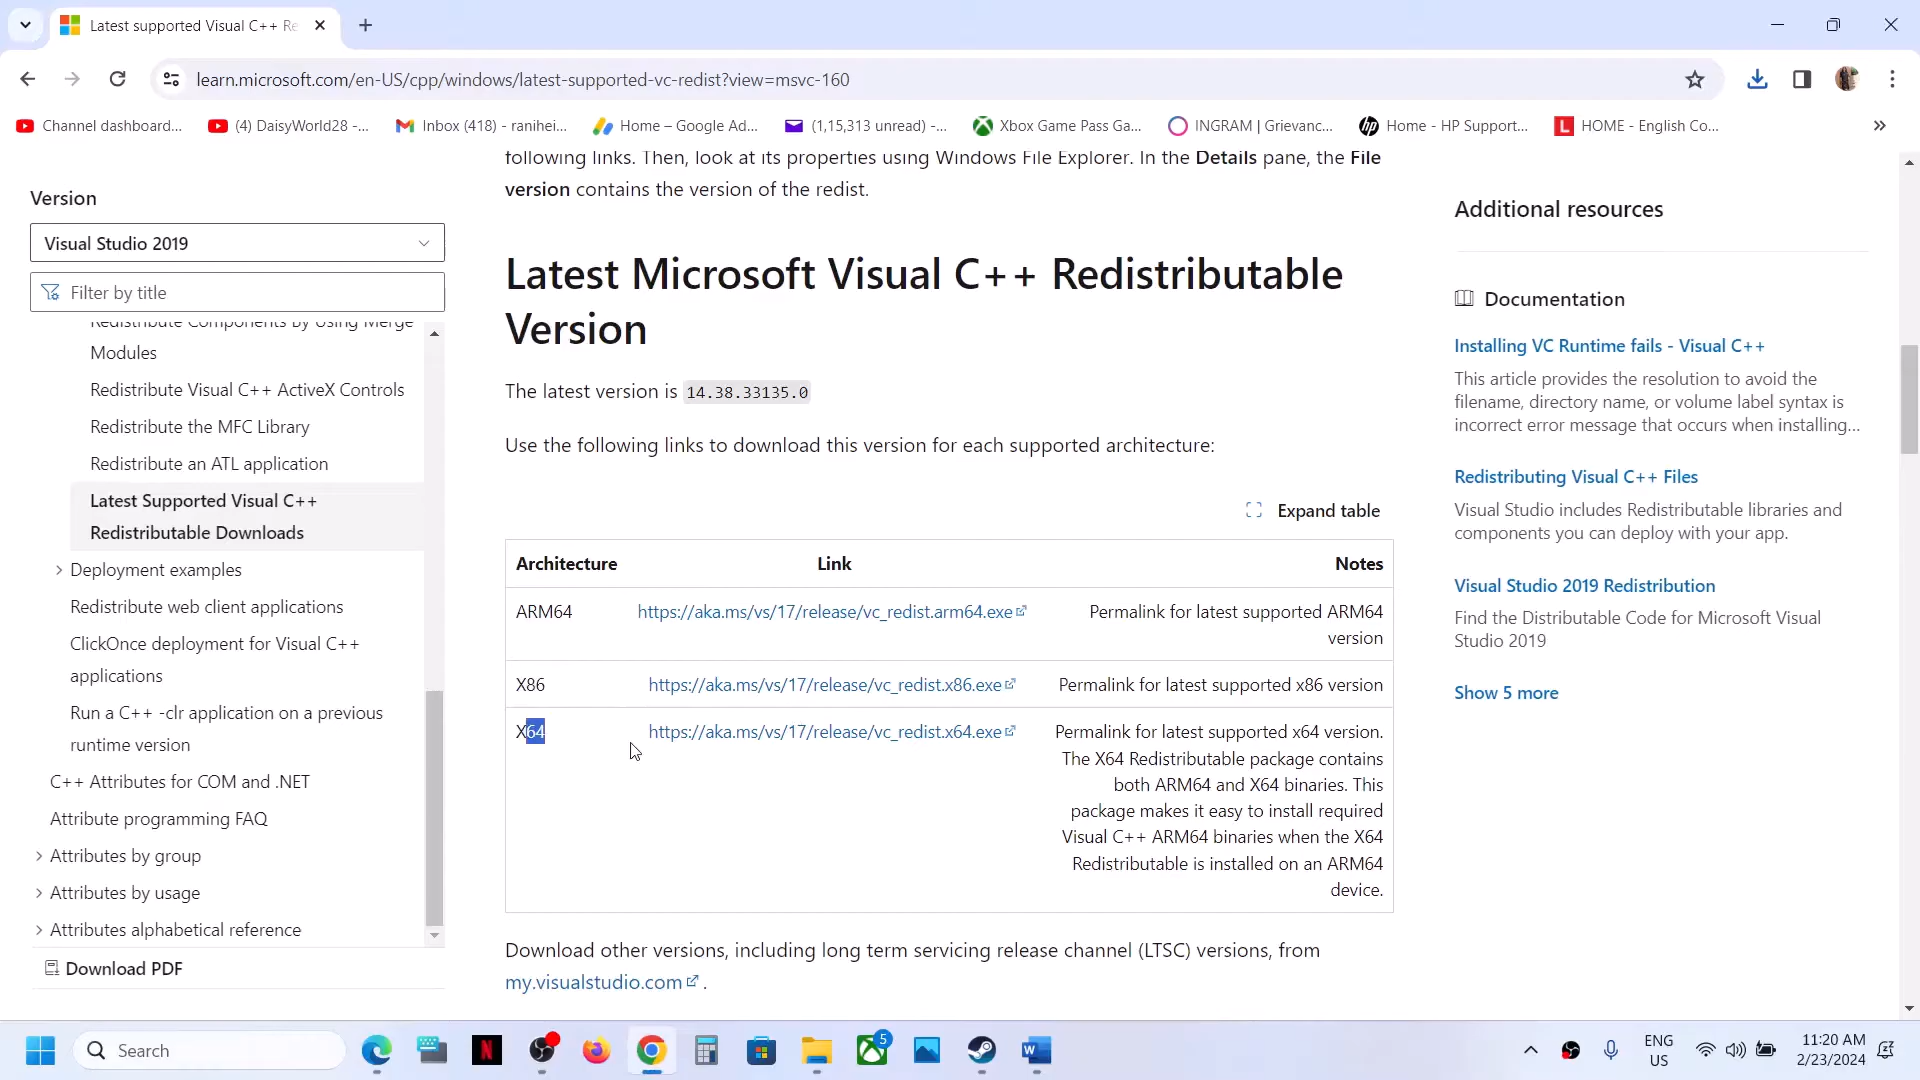 Latest supported Visual C++ Re
learn.microsoft.com/en-US/cpp/windows/latest-supported-vc-redist?view=msvc-160
Channel dashboard...
(4) DaisyWorld28 -...
Inbox (418) - ranihei...
Home – Google Ad...
(1,15,313 unread) -...
Xbox Game Pass Ga...
INGRAM | Grievanc...
Home - HP Support...
HOME - English Co...
Version
Visual Studio 2019
Filter by title
Redistribute Components by Using Merge
Modules
Redistribute Visual C++ ActiveX Controls
Redistribute the MFC Library
Redistribute an ATL application
Latest Supported Visual C++
Redistributable Downloads
Deployment examples
Redistribute web client applications
ClickOnce deployment for Visual C++
applications
Run a C++ -clr application on a previous
runtime version
C++ Attributes for COM and .NET
Attribute programming FAQ
Attributes by group
Attributes by usage
Attributes alphabetical reference
Download PDF
following links. Then, look at its properties using Windows File Explorer. In the Details pane, the File
version contains the version of the redist.
Latest Microsoft Visual C++ Redistributable
Version
The latest version is 14.38.33135.0
Use the following links to download this version for each supported architecture:
Expand table
Architecture Link Notes
ARM64 https://aka.ms/vs/17/release/vc_redist.arm64.exe Permalink for latest supported ARM64
version
X86 https://aka.ms/vs/17/release/vc_redist.x86.exe Permalink for latest supported x86 version
X64 https://aka.ms/vs/17/release/vc_redist.x64.exe Permalink for latest supported x64 version.
The X64 Redistributable package contains
both ARM64 and X64 binaries. This
package makes it easy to install required
Visual C++ ARM64 binaries when the X64
Redistributable is installed on an ARM64
device.
Download other versions, including long term servicing release channel (LTSC) versions, from
my.visualstudio.com .
Additional resources
Documentation
Installing VC Runtime fails - Visual C++
This article provides the resolution to avoid the
filename, directory name, or volume label syntax is
incorrect error message that occurs when installing...
Redistributing Visual C++ Files
Visual Studio includes Redistributable libraries and
components you can deploy with your app.
Visual Studio 2019 Redistribution
Find the Distributable Code for Microsoft Visual
Studio 2019
Show 5 more
Search
5
ENG
US
11:20 AM
2/23/2024